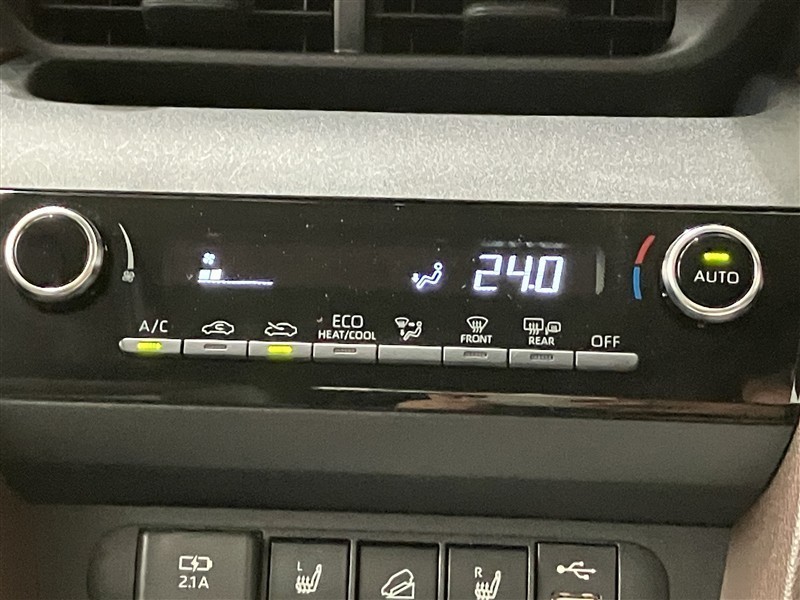 24.0
AUTO
A/C
ECO
HEAT/COOL
FRONT
REAR
OFF
2.1A
L
R